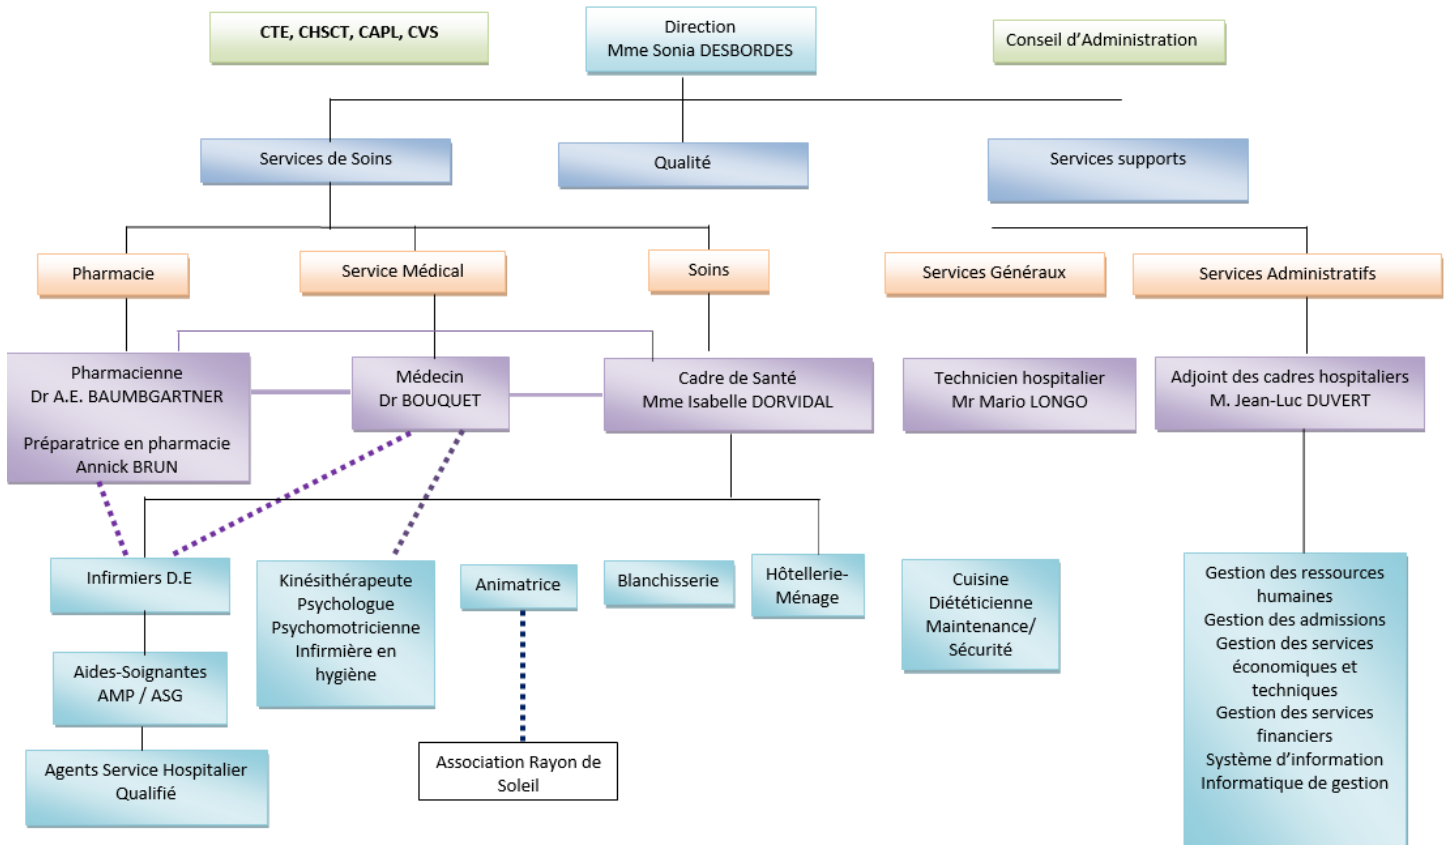 CTE, CHSCT, CAPL, CVS
Direction
Mme Sonia DESBORDES
Conseil d'Administration
Services de Soins
Qualité
Services supports
Pharmacie
Service Médical
Soins
Services Généraux
Services Administratifs
Pharmacienne
Dr A.E. BAUMBGARTNER
Préparatrice en pharmacie
Annick BRUN
Médecin
Dr BOUQUET
Cadre de Santé
Mme Isabelle DORVIDAL
Technicien hospitalier
Mr Mario LONGO
Adjoint des cadres hospitaliers
M. Jean-Luc DUVERT
Infirmiers D.E
Kinésithérapeute
Psychologue
Psychomotricienne
Infirmière en
hygiène
Animatrice
Blanchisserie
Hôtellerie-
Ménage
Cuisine
Diététicienne
Maintenance/
Sécurité
Gestion des ressources
humaines
Gestion des admissions
Gestion des services
économiques et
techniques
Gestion des services
financiers
Système d'information
Informatique de gestion
Aides-Soignantes
AMP / ASG
Association Rayon de
Soleil
Agents Service Hospitalier
Qualifié